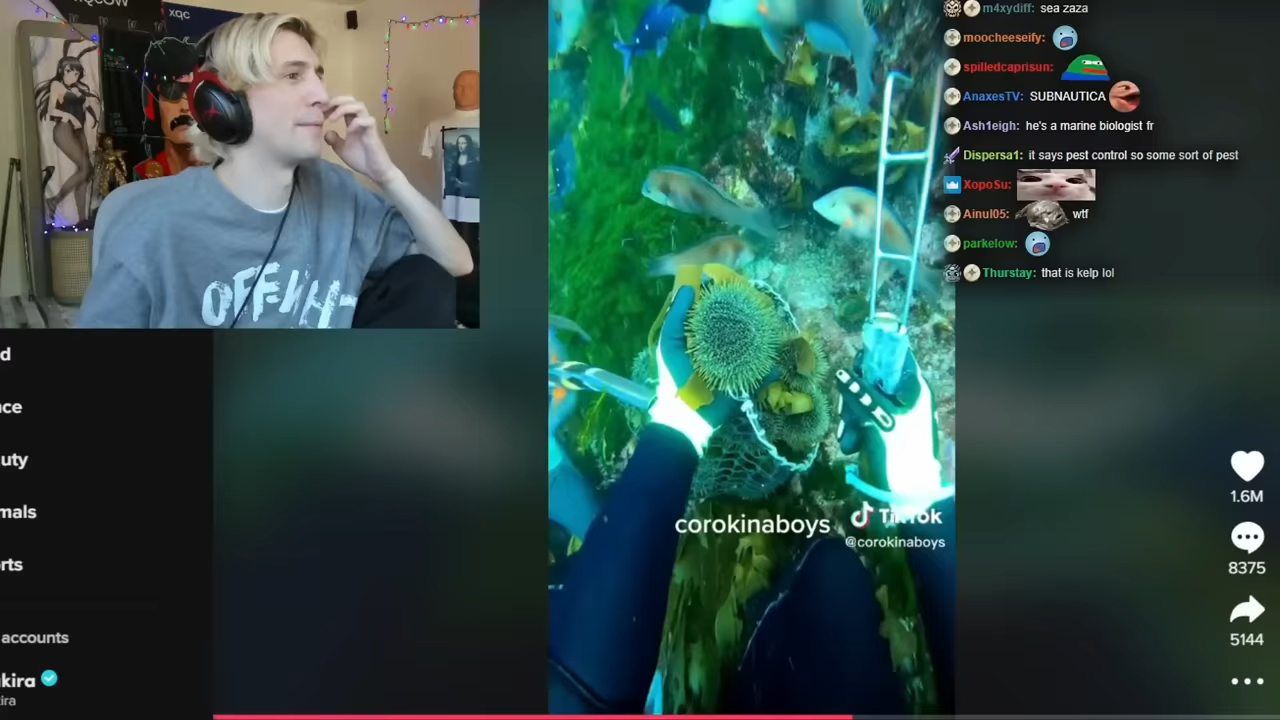 xqcOW
xqc
OFF
d
ce
uty
mals
rts
accounts
kira
ira
corokinaboys
TikTok
@corokinaboys
m4xydiff: sea zaza
moocheeseify:
spilledcaprisun:
AnaxesTV: SUBNAUTICA
Ash1eigh: he's a marine biologist fr
Dispersa1: it says pest control so some sort of pest
XopoSu:
Ainul05: wtf
parkelow:
Thurstay: that is kelp lol
1.6M
8375
5144